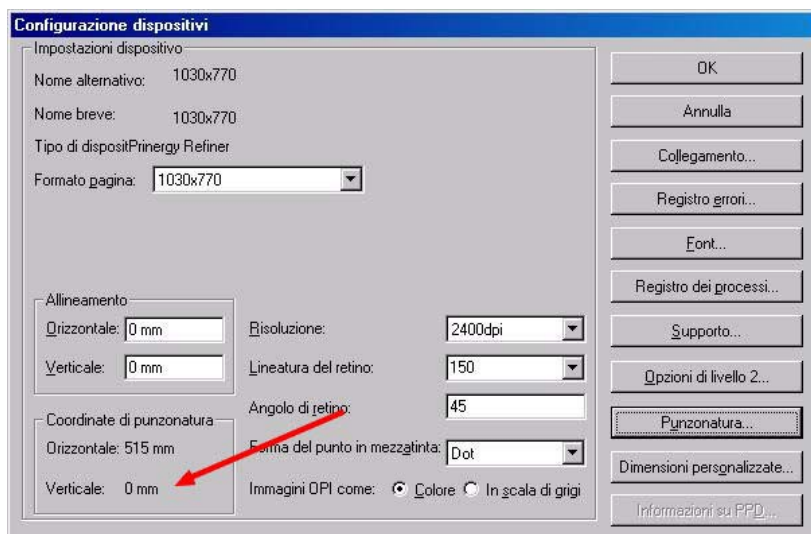 Configurazione dispositivi
Impostazioni dispositivo
Nome alternativo: 1030x770
Nome breve: 1030x770
Tipo di dispositPrinergy Refiner
Formato pagina: 1030x770
Allineamento
Orizzontale: 0 mm
Verticale: 0 mm
Coordinate di punzonatura
Orizzontale: 515 mm
Verticale: 0 mm
Risoluzione: 2400dpi
Lineatura del retino: 150
Angolo di retino: 45
Forma del punto in mezzatinta: Dot
Immagini OPI come: Colore In scala di grigi
OK
Annulla
Collegamento...
Registro errori...
Font...
Registro dei processi...
Supporto...
Opzioni di livello 2...
Punzonatura...
Dimensioni personalizzate...
Informazioni su PPD...